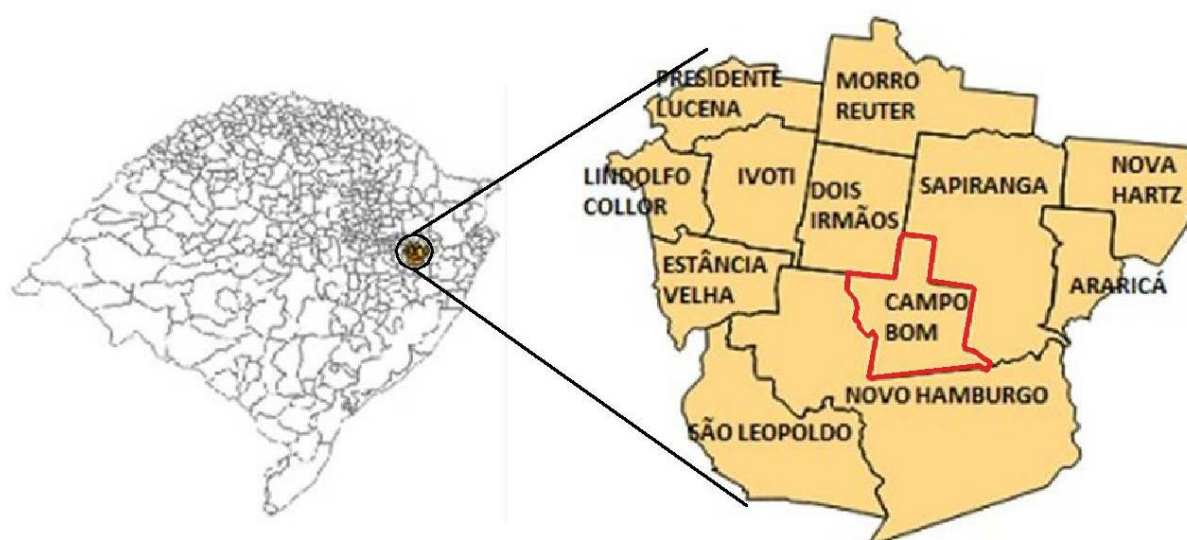 PRESIDENTE
LUCENA
MORRO
REUTER
LINDOLFO
COLLOR
IVOTI
DOIS
IRMÃOS
SAPIRANGA
NOVA
HARTZ
ESTÂNCIA
VELHA
CAMPO
BOM
ARARICÁ
NOVO HAMBURGO
SÃO LEOPOLDO